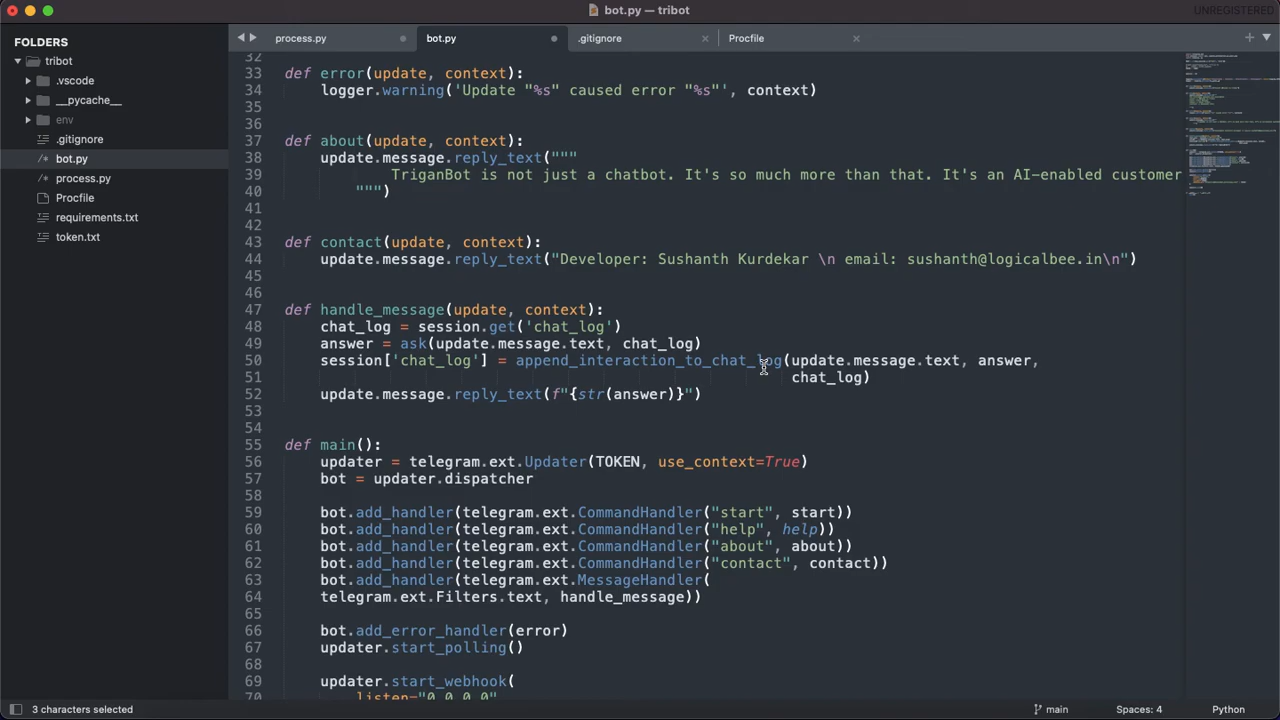 bot.py — tribot
UNREGISTERED
FOLDERS
tribot
.vscode
__pycache__
env
.gitignore
bot.py
process.py
Procfile
requirements.txt
token.txt
process.py
bot.py
.gitignore
Procfile
32
33 def error(update, context):
34     logger.warning('Update "%s" caused error "%s"', context)
35
36
37 def about(update, context):
38     update.message.reply_text("""
39             TriganBot is not just a chatbot. It's so much more than that. It's an AI-enabled customer
40         """)
41
42
43 def contact(update, context):
44     update.message.reply_text("Developer: Sushanth Kurdekar \n email: sushanth@logicalbee.in\n")
45
46
47 def handle_message(update, context):
48     chat_log = session.get('chat_log')
49     answer = ask(update.message.text, chat_log)
50     session['chat_log'] = append_interaction_to_chat_log(update.message.text, answer,
51                                                          chat_log)
52     update.message.reply_text(f"{str(answer)}")
53
54
55 def main():
56     updater = telegram.ext.Updater(TOKEN, use_context=True)
57     bot = updater.dispatcher
58
59     bot.add_handler(telegram.ext.CommandHandler("start", start))
60     bot.add_handler(telegram.ext.CommandHandler("help", help))
61     bot.add_handler(telegram.ext.CommandHandler("about", about))
62     bot.add_handler(telegram.ext.CommandHandler("contact", contact))
63     bot.add_handler(telegram.ext.MessageHandler(
64     telegram.ext.Filters.text, handle_message))
65
66     bot.add_error_handler(error)
67     updater.start_polling()
68
69     updater.start_webhook(
70         listen="0.0.0.0"
3 characters selected
main
Spaces: 4
Python